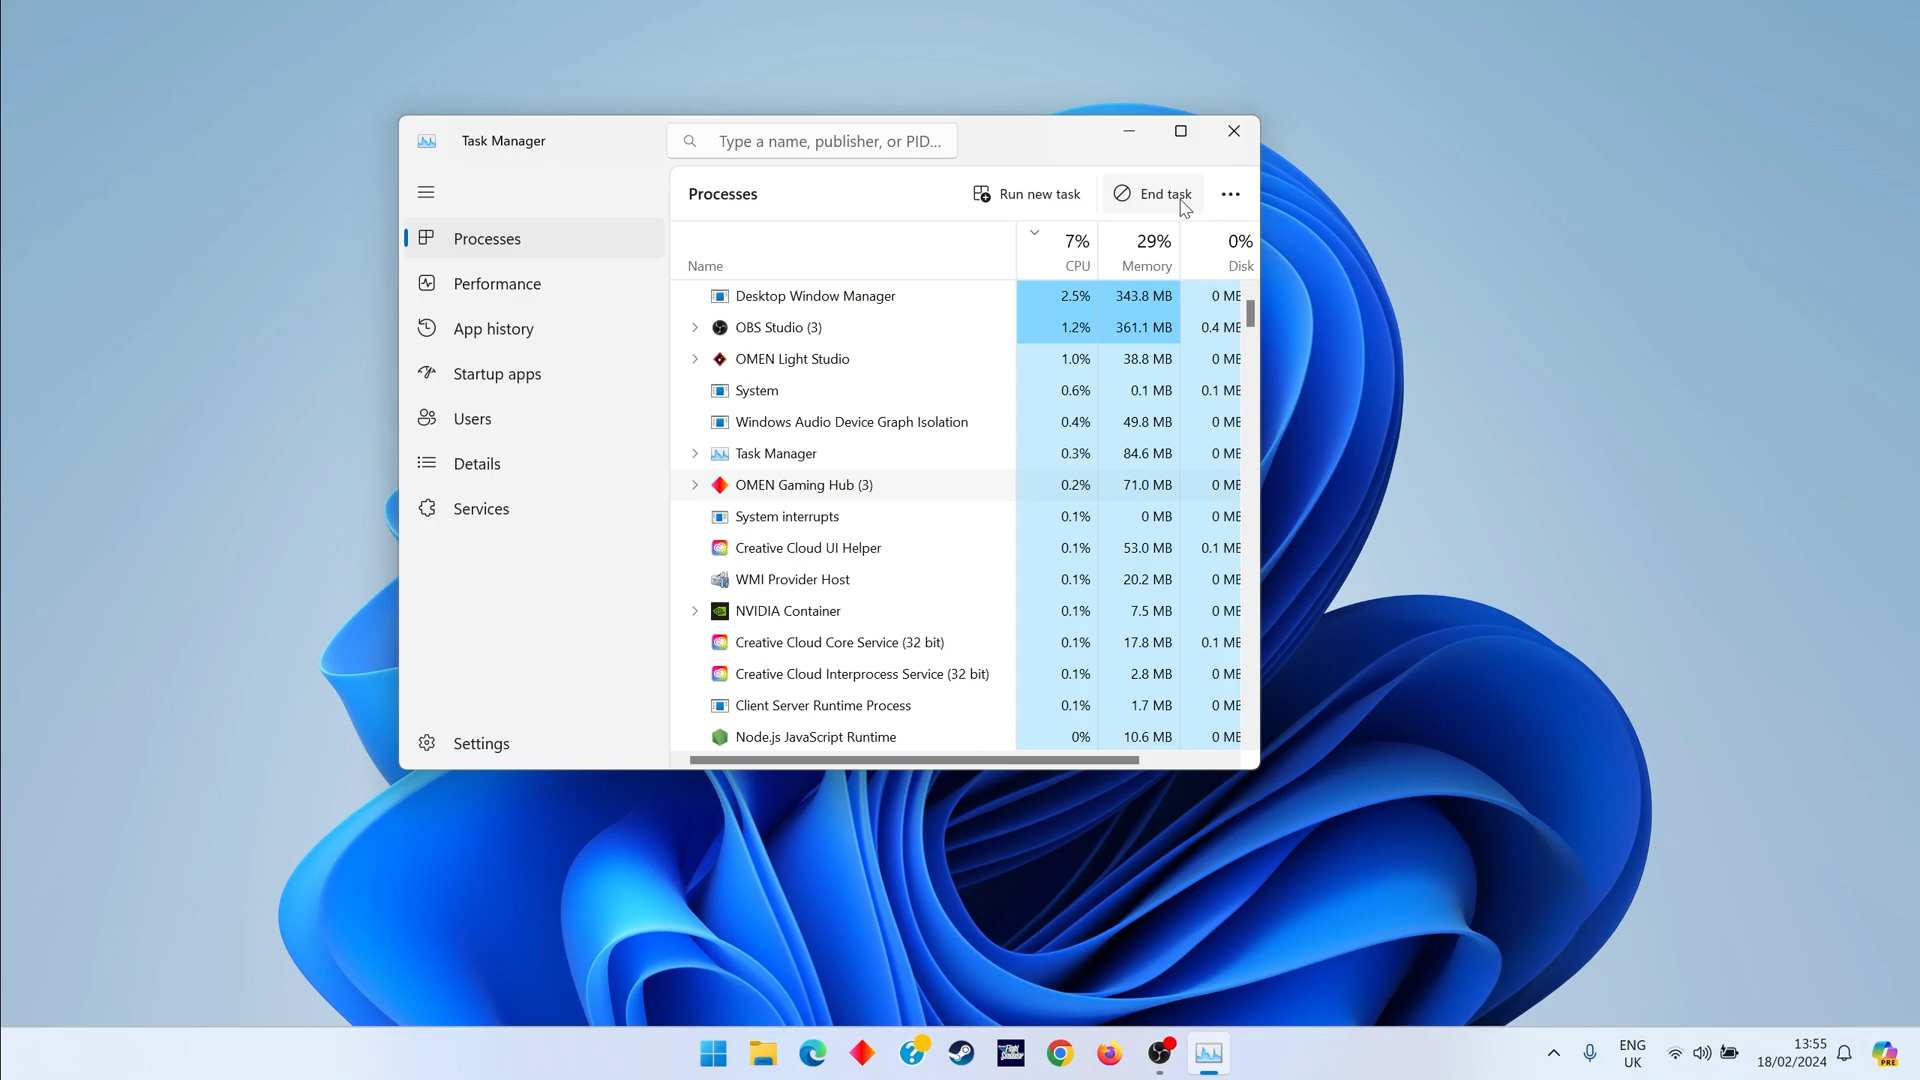 Task Manager
Type a name, publisher, or PID...
Processes
Run new task
End task
Processes
Performance
App history
Startup apps
Users
Details
Services
Settings
7% 29% 0%
Name CPU Memory Disk
Desktop Window Manager 2.5% 343.8 MB 0 MB
OBS Studio (3) 1.2% 361.1 MB 0.4 MB
OMEN Light Studio 1.0% 38.8 MB 0 MB
System 0.6% 0.1 MB 0.1 MB
Windows Audio Device Graph Isolation 0.4% 49.8 MB 0 MB
Task Manager 0.3% 84.6 MB 0 MB
OMEN Gaming Hub (3) 0.2% 71.0 MB 0 MB
System interrupts 0.1% 0 MB 0 MB
Creative Cloud UI Helper 0.1% 53.0 MB 0.1 MB
WMI Provider Host 0.1% 20.2 MB 0 MB
NVIDIA Container 0.1% 7.5 MB 0 MB
Creative Cloud Core Service (32 bit) 0.1% 17.8 MB 0.1 MB
Creative Cloud Interprocess Service (32 bit) 0.1% 2.8 MB 0 MB
Client Server Runtime Process 0.1% 1.7 MB 0 MB
Node.js JavaScript Runtime 0% 10.6 MB 0 MB
Flight Simulator
ENG
UK
13:55
18/02/2024
PRE